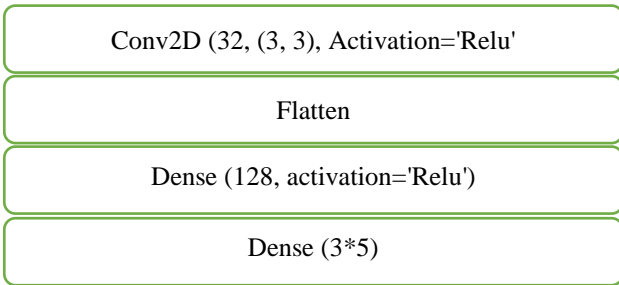 Conv2D (32, (3, 3), Activation='Relu'
Flatten
Dense (128, activation='Relu')
Dense (3*5)